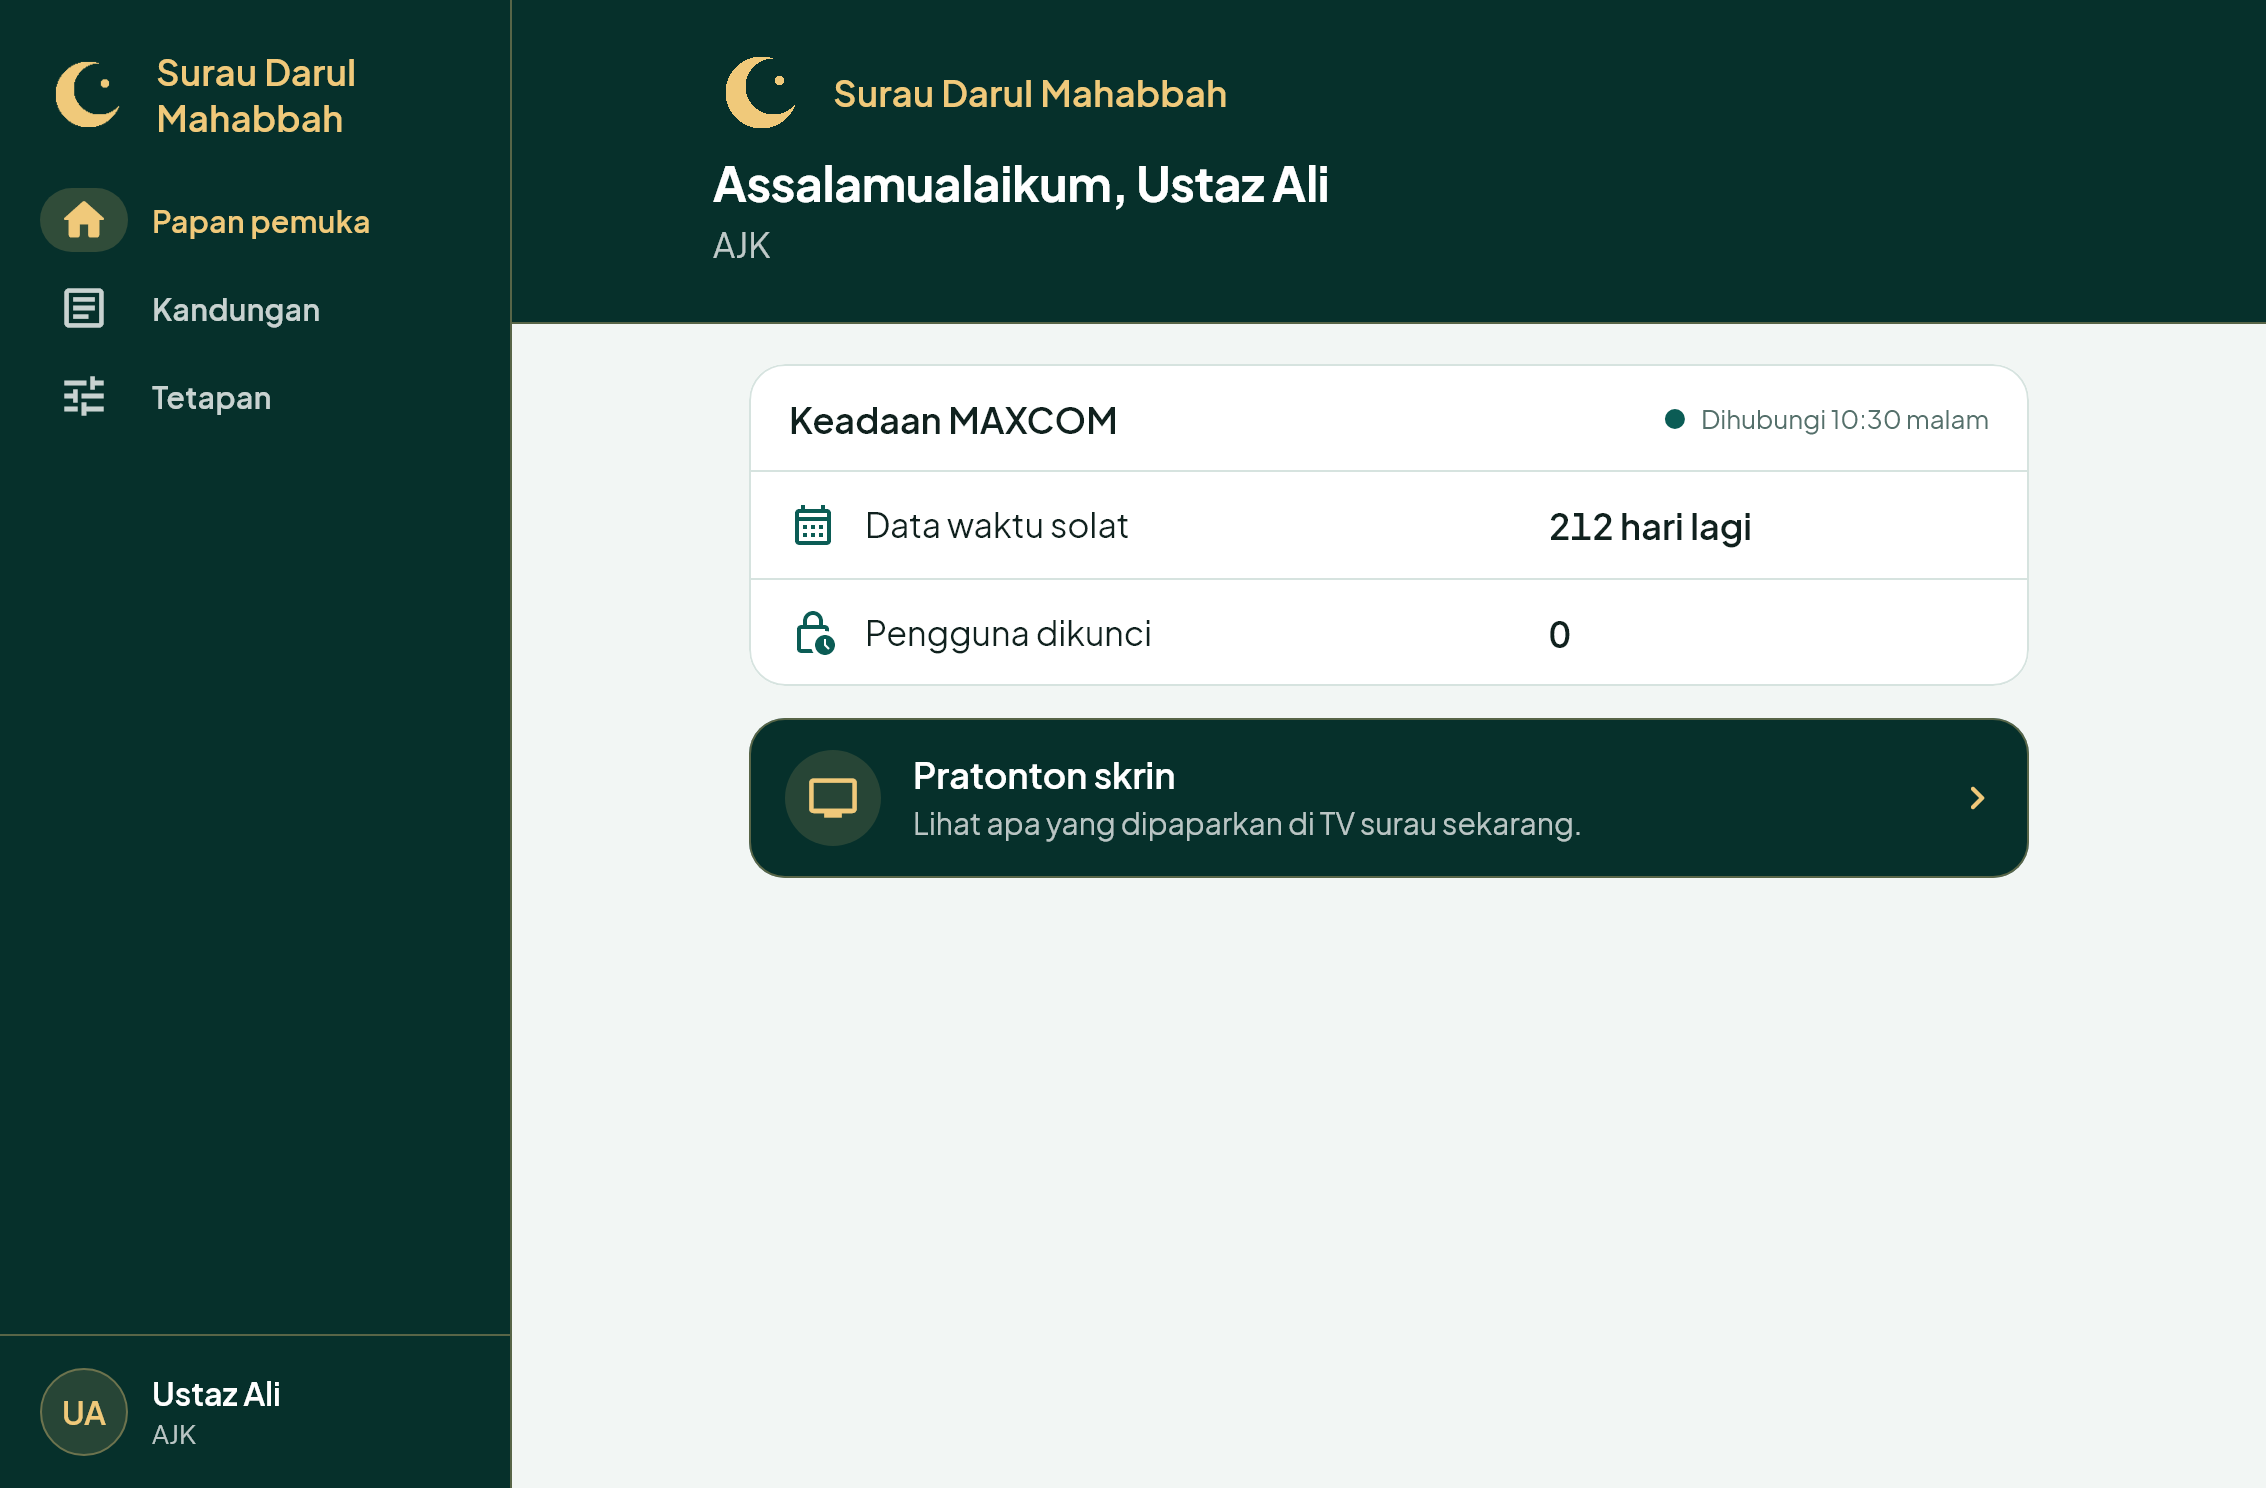 Surau Darul
Mahabbah
Papan pemuka
Kandungan
Tetapan
UA
Ustaz Ali
AJK
Surau Darul Mahabbah
Assalamualaikum, Ustaz Ali
AJK
Keadaan MAXCOM
Dihubungi 10:30 malam
Data waktu solat
212 hari lagi
Pengguna dikunci
0
Pratonton skrin
Lihat apa yang dipaparkan di TV surau sekarang.